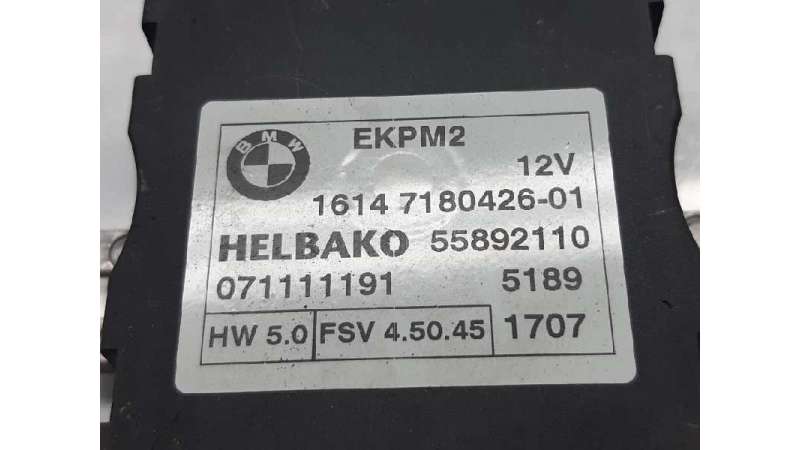 BMW
EKPM2
12V
1614 7180426-01
HELBAKO 55892110
071111191 5189
HW 5.0 FSV 4.50.45 1707